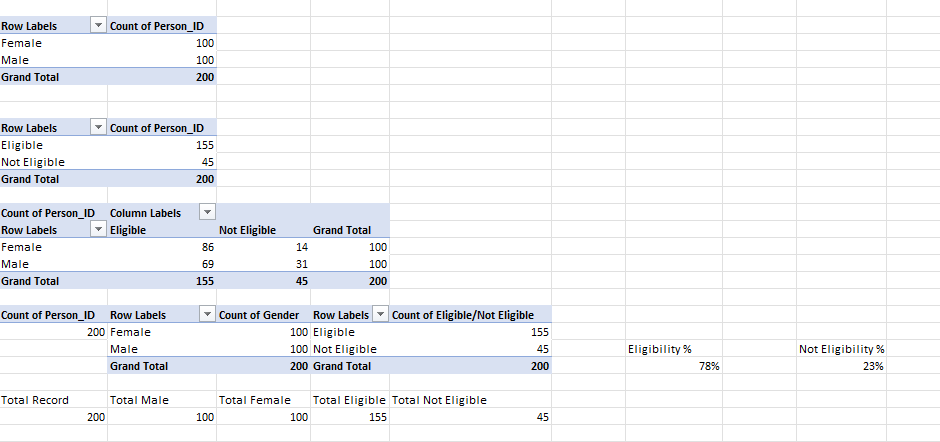 Row Labels Count of Person_ID
Female 100
Male 100
Grand Total 200
Row Labels Count of Person_ID
Eligible 155
Not Eligible 45
Grand Total 200
Count of Person_ID Column Labels
Row Labels Eligible Not Eligible Grand Total
Female 86 14 100
Male 69 31 100
Grand Total 155 45 200
Count of Person_ID Row Labels Count of Gender Row Labels Count of Eligible/Not Eligible
200 Female 100 Eligible 155
Male 100 Not Eligible 45 Eligibility % Not Eligibility %
Grand Total 200 Grand Total 200 78% 23%
Total Record Total Male Total Female Total Eligible Total Not Eligible
200 100 100 155 45